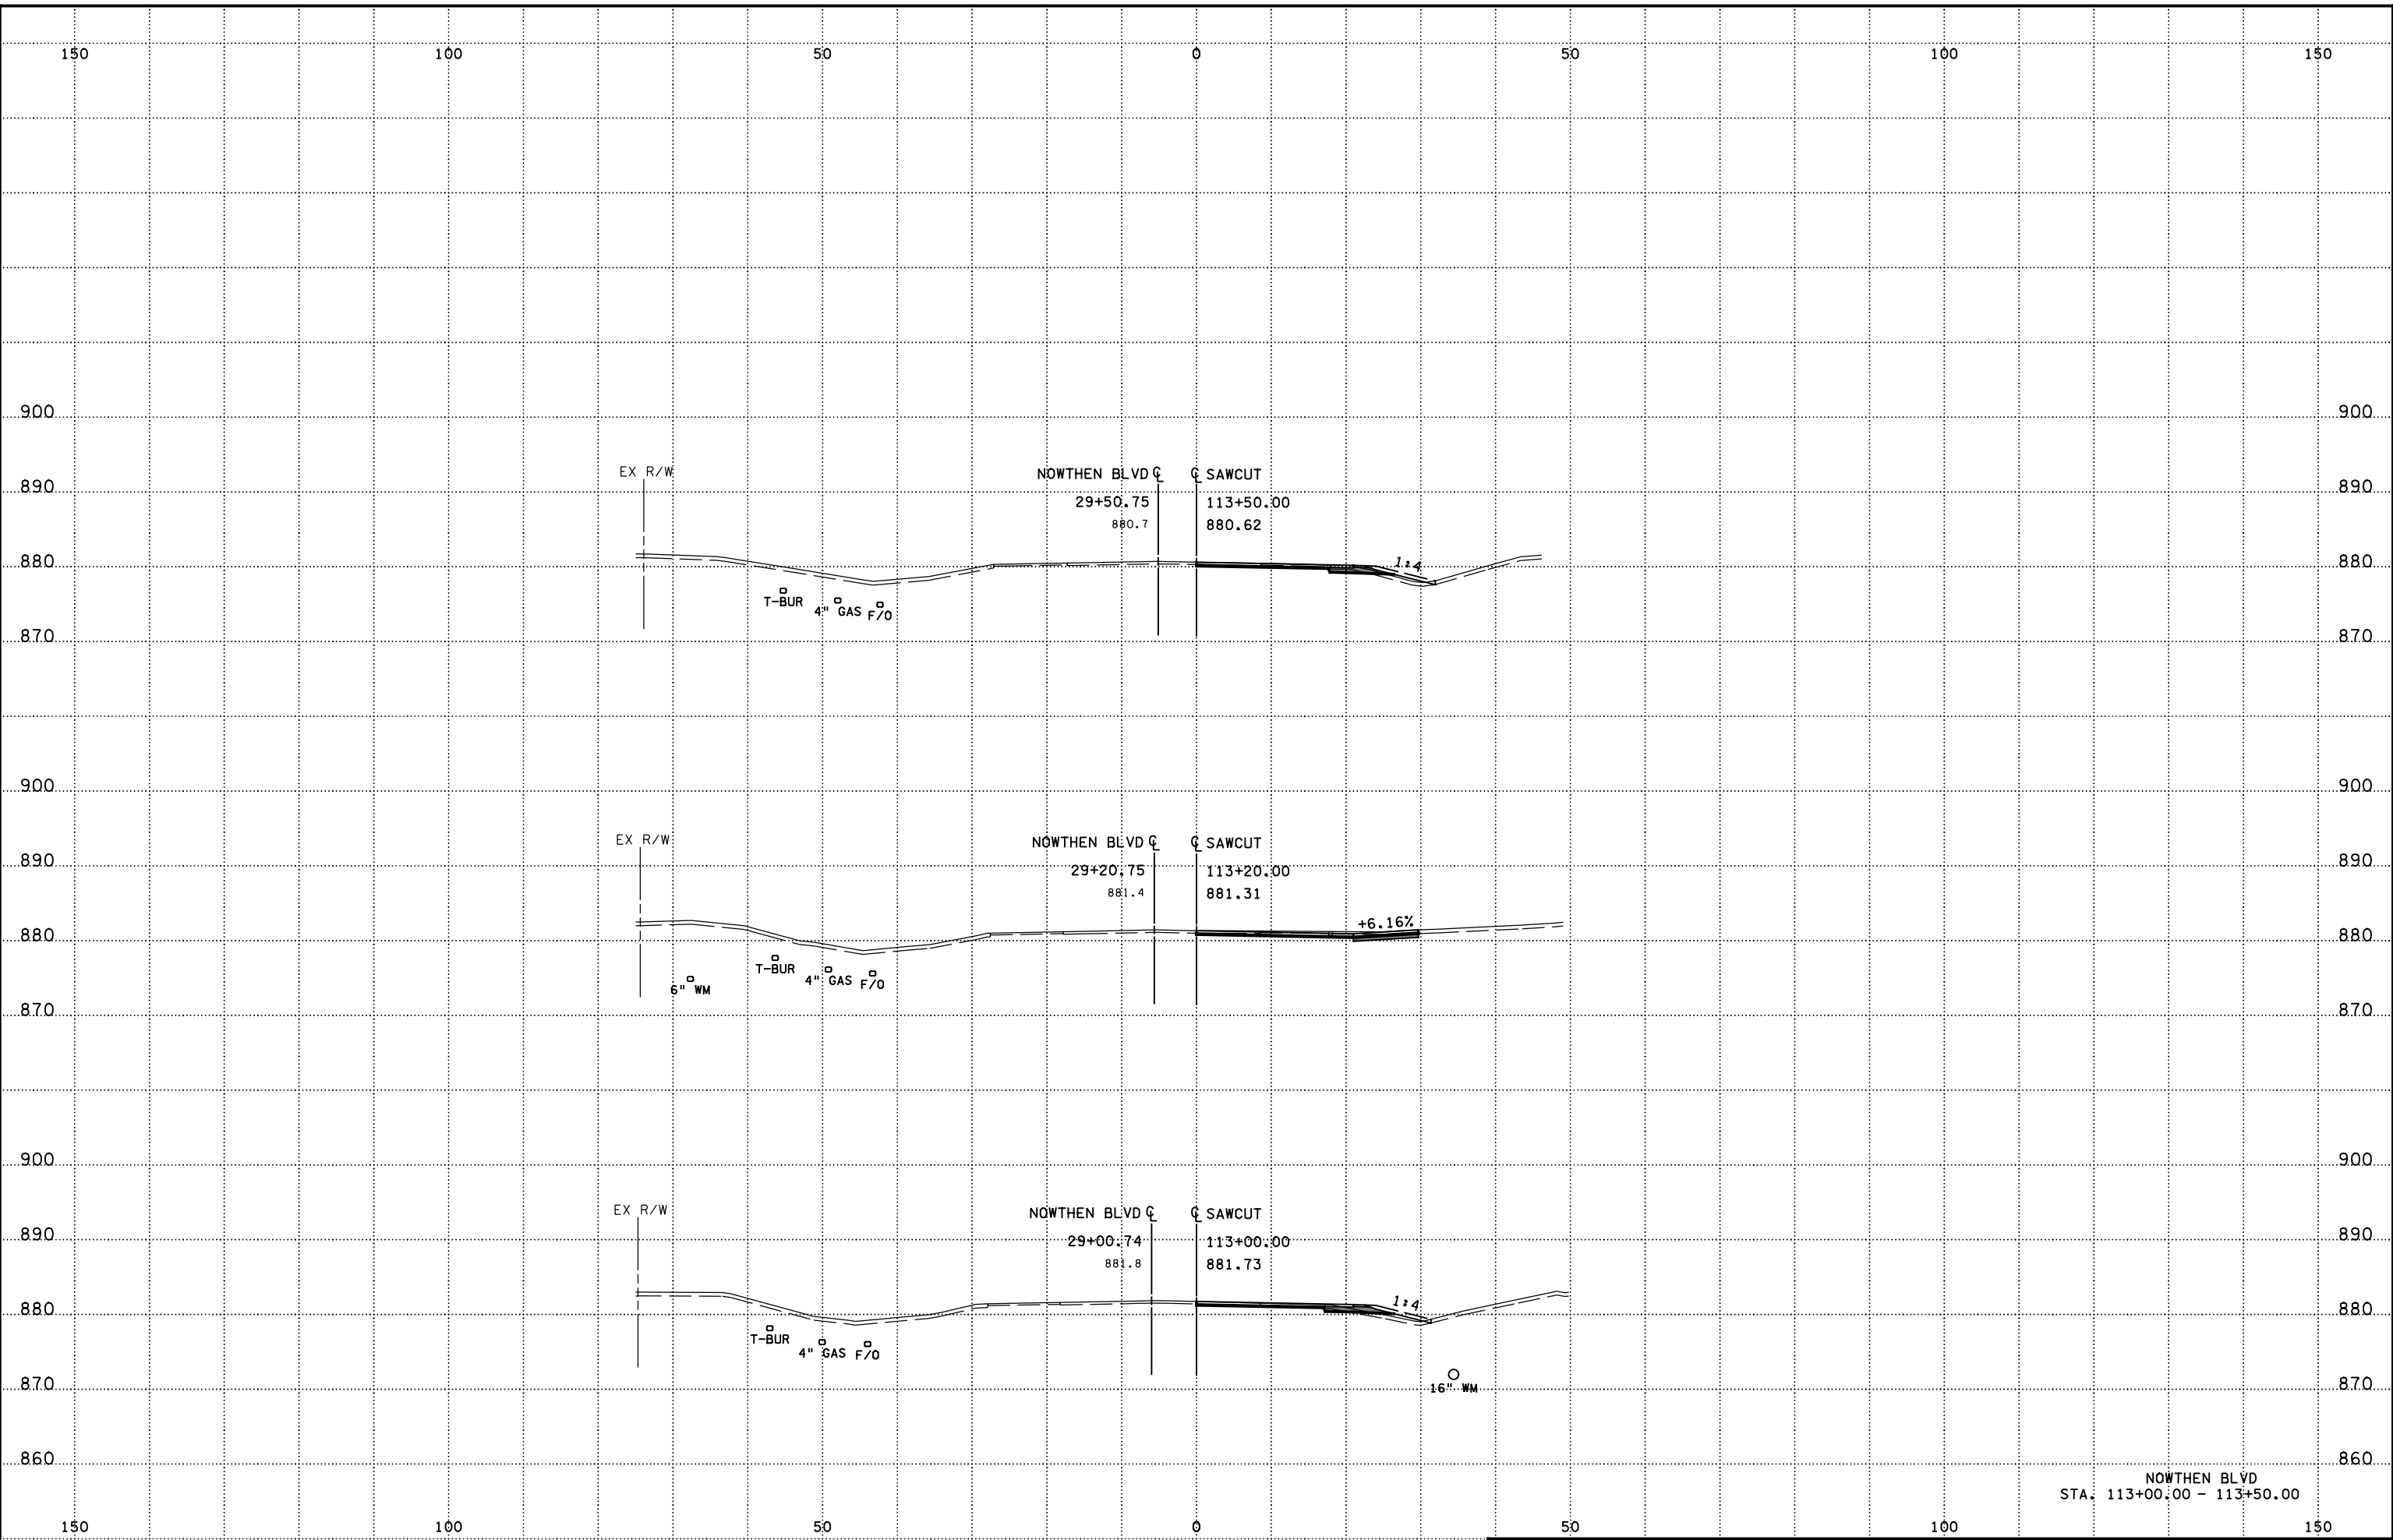 150 100 50 0 50 100 150
900 900
EX R/W NOWTHEN BLVD ℄ ℄ SAWCUT
890 890
29+50.75 113+50.00
880.7 880.62
880 1:4 880
T-BUR 4" GAS F/O
870 870
900 900
EX R/W NOWTHEN BLVD ℄ ℄ SAWCUT
890 890
29+20.75 113+20.00
881.4 881.31
+6.16%
880 880
T-BUR 4" GAS F/O
6" WM
870 870
900 900
EX R/W NOWTHEN BLVD ℄ ℄ SAWCUT
890 890
29+00.74 113+00.00
881.8 881.73
880 1:4 880
T-BUR 4" GAS F/O
870 870
16" WM
860 860
NOWTHEN BLVD
STA. 113+00.00 - 113+50.00
150 100 50 0 50 100 150